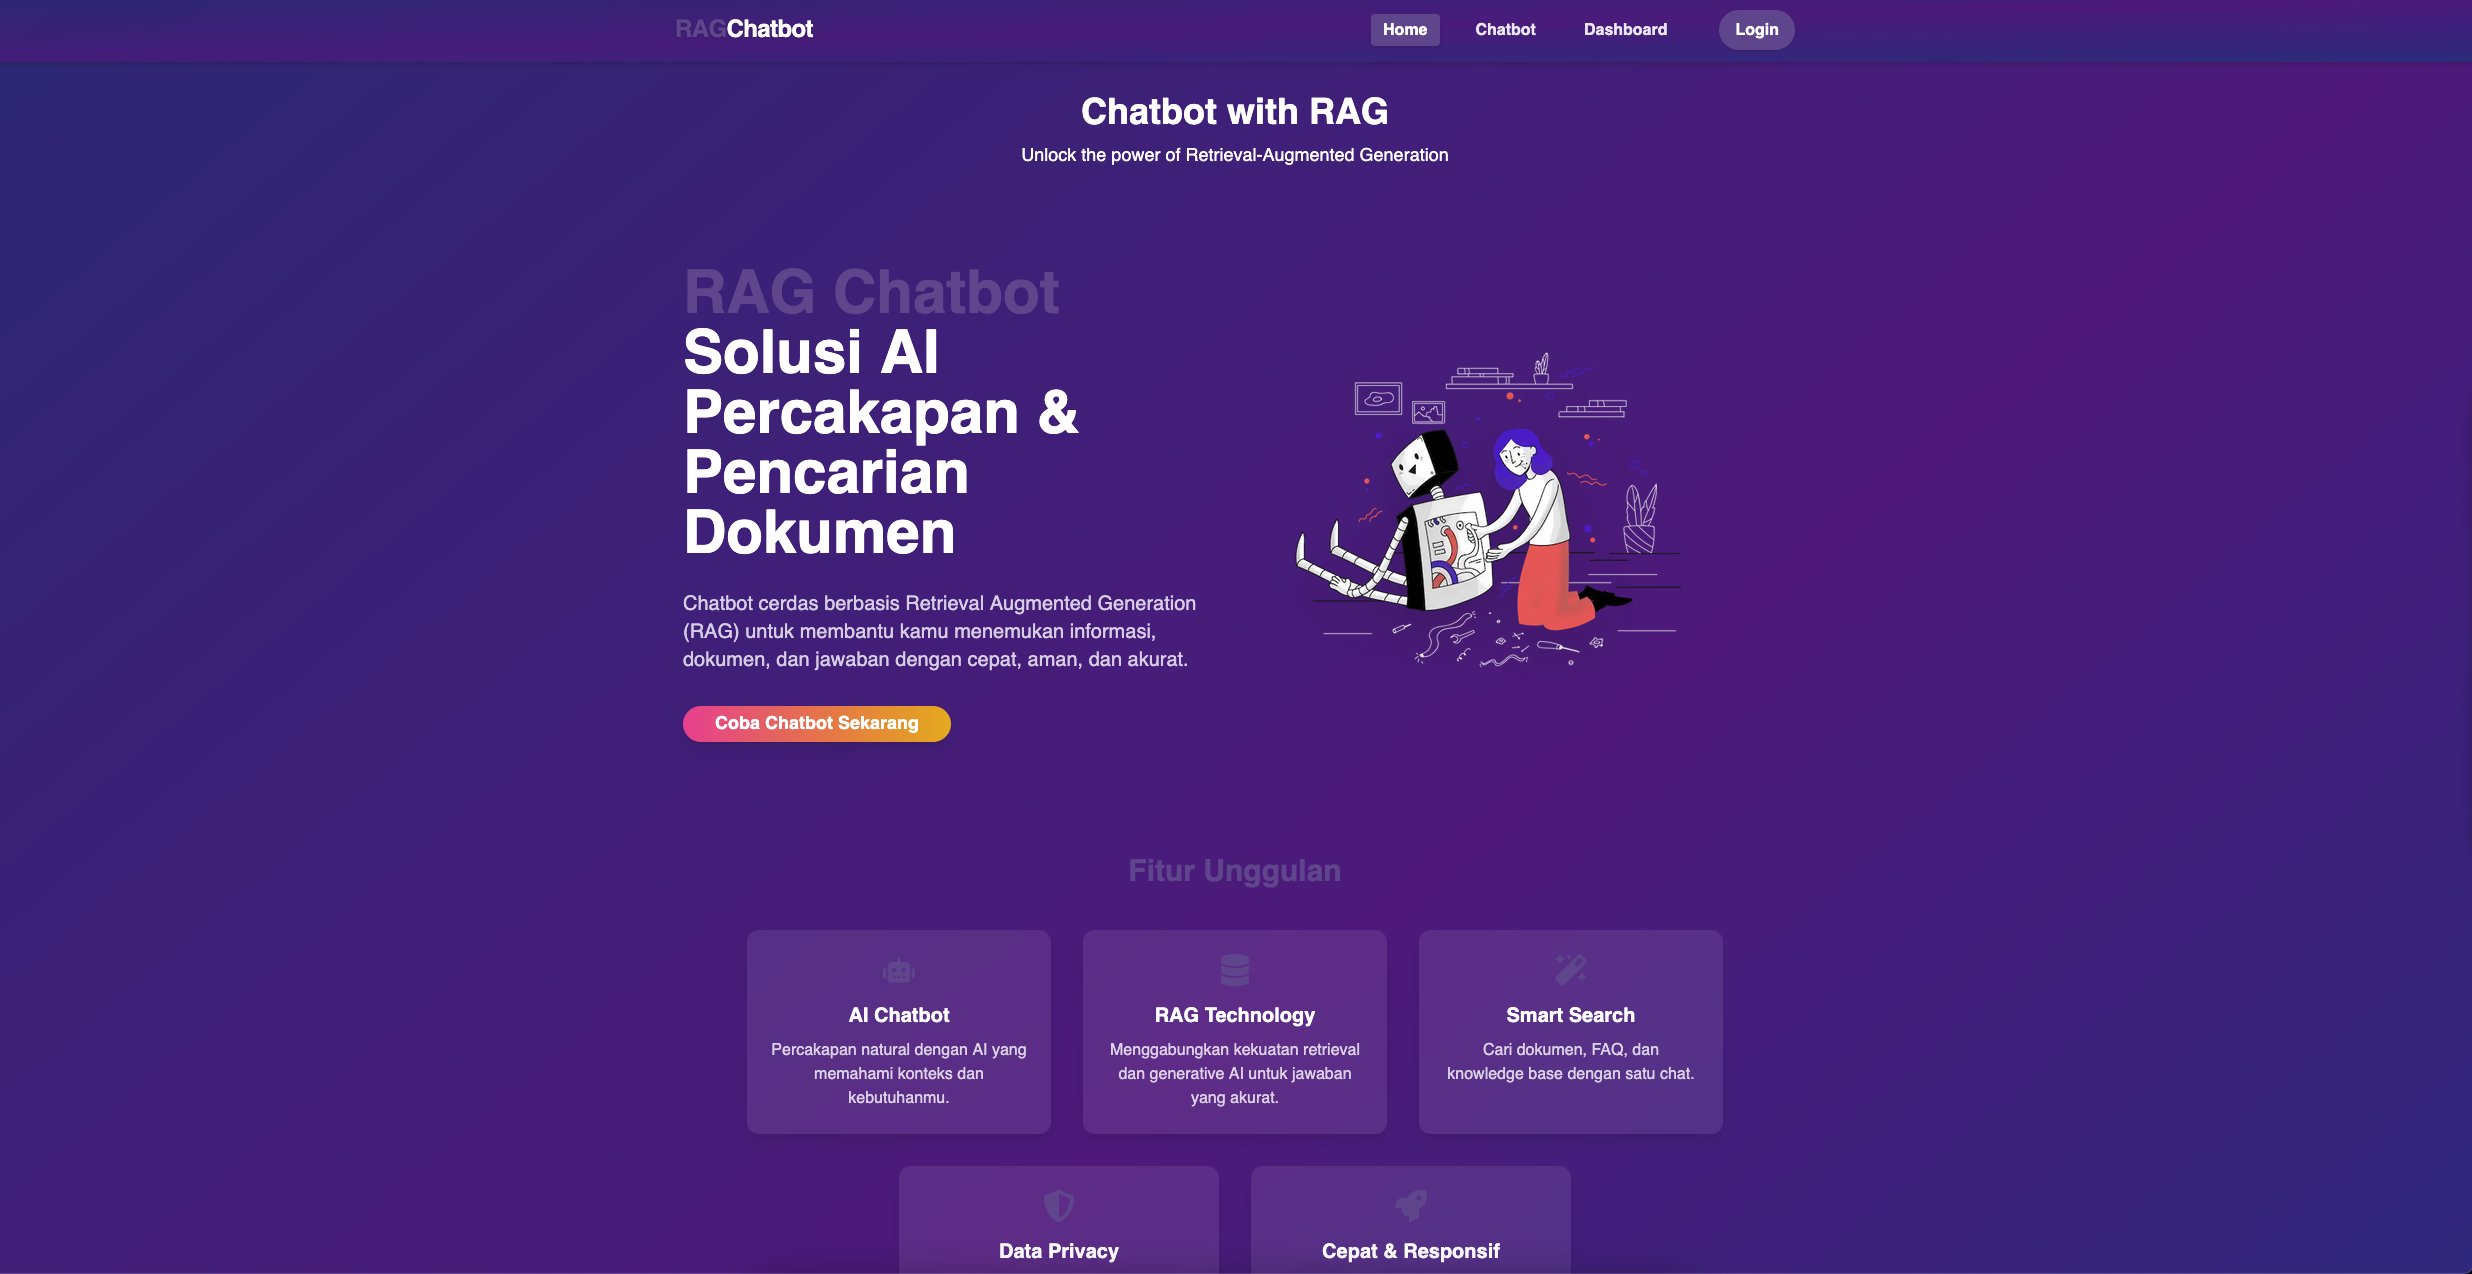 RAGChatbot
Home
Chatbot
Dashboard
Login
Chatbot with RAG
Unlock the power of Retrieval-Augmented Generation
RAG Chatbot
Solusi AI
Percakapan &
Pencarian
Dokumen
Chatbot cerdas berbasis Retrieval Augmented Generation
(RAG) untuk membantu kamu menemukan informasi,
dokumen, dan jawaban dengan cepat, aman, dan akurat.
Coba Chatbot Sekarang
Fitur Unggulan
AI Chatbot
Percakapan natural dengan AI yang
memahami konteks dan
kebutuhanmu.
RAG Technology
Menggabungkan kekuatan retrieval
dan generative AI untuk jawaban
yang akurat.
Smart Search
Cari dokumen, FAQ, dan
knowledge base dengan satu chat.
Data Privacy
Cepat & Responsif